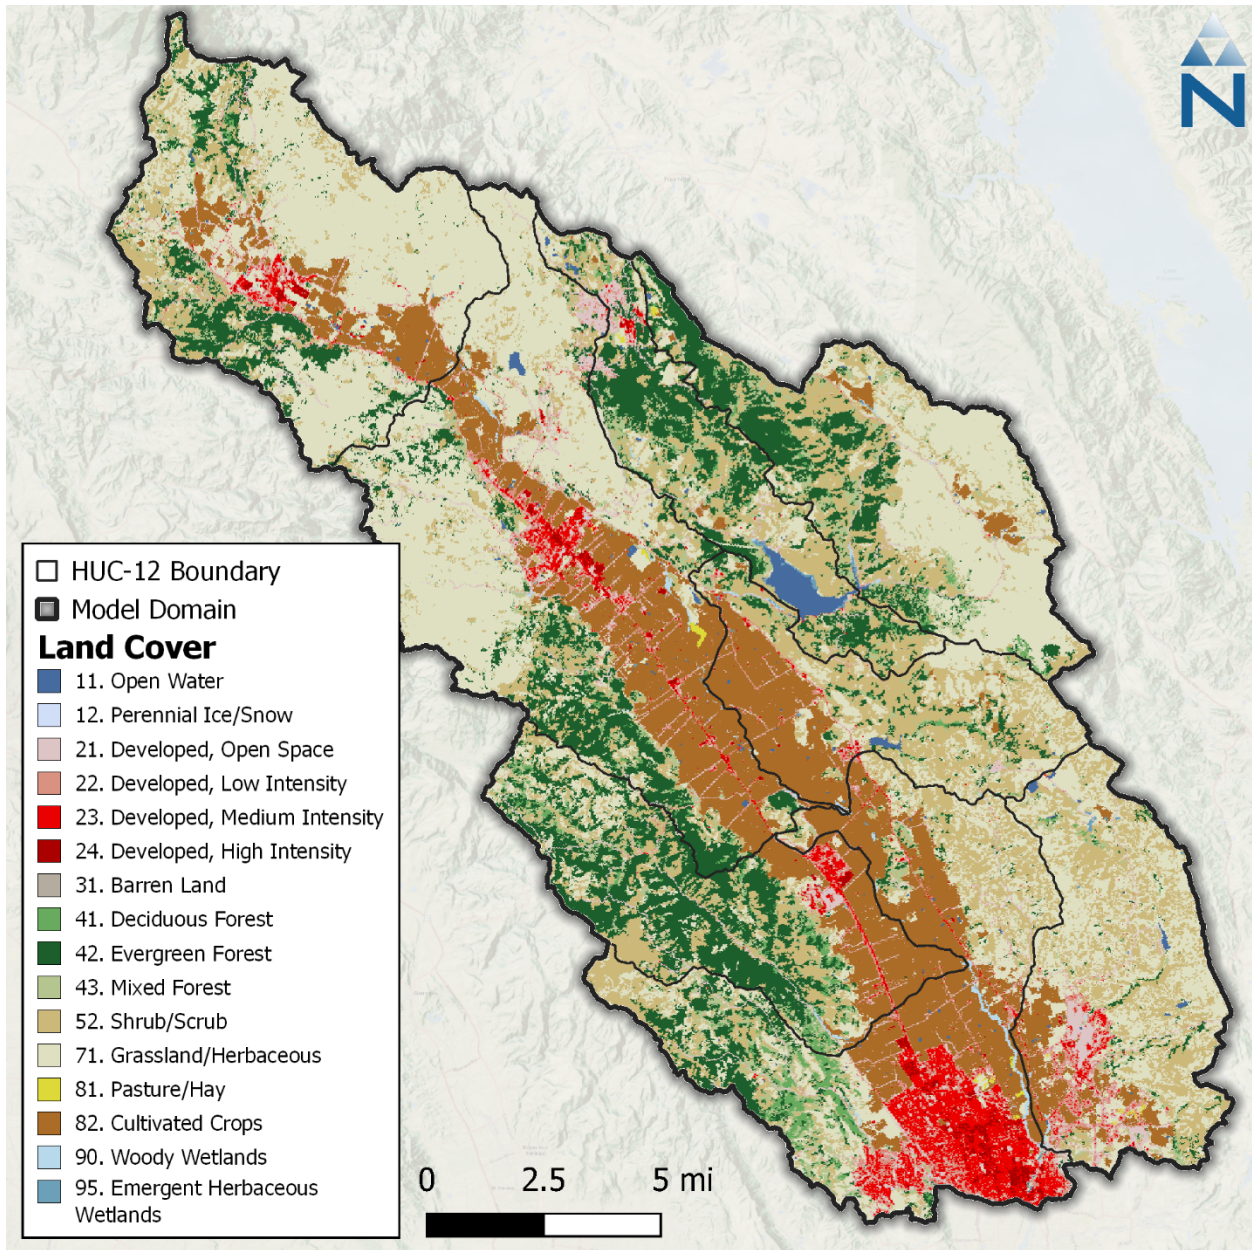 N
HUC-12 Boundary
Model Domain
Land Cover
11. Open Water
12. Perennial Ice/Snow
21. Developed, Open Space
22. Developed, Low Intensity
23. Developed, Medium Intensity
24. Developed, High Intensity
31. Barren Land
41. Deciduous Forest
42. Evergreen Forest
43. Mixed Forest
52. Shrub/Scrub
71. Grassland/Herbaceous
81. Pasture/Hay
82. Cultivated Crops
90. Woody Wetlands
95. Emergent Herbaceous
Wetlands
0 2.5 5 mi